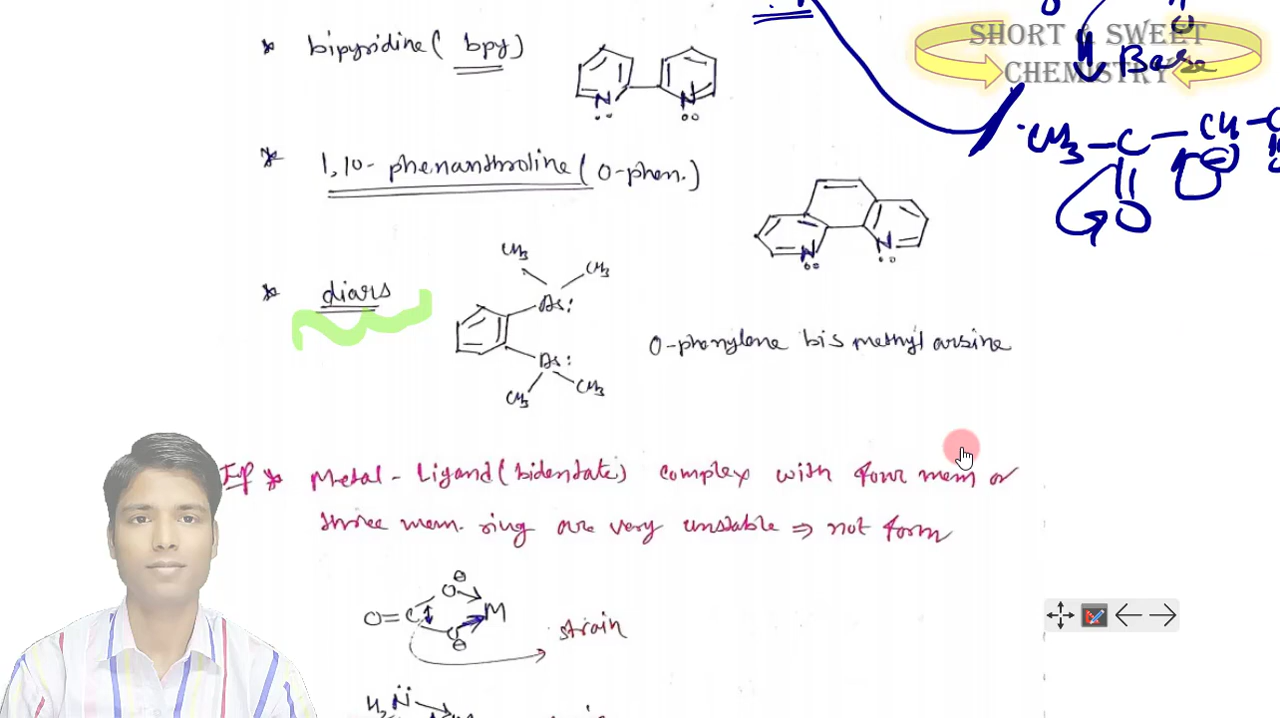 * bipyridine ( bpy )
N N
SHORT & SWEET
CHEMISTRY
Base
CH3 - C - CH - C
O
* 1,10 - phenanthroline ( O-phen. )
N N
* diars
CH3 CH3
As:
As:
CH3 CH3
O-phenylene bis methyl arsine
Imp * Metal - Ligand (bidentate) complex with four mem or
three mem. ring are very unstable ⇒ not form
O=C O M
O
strain
H2N